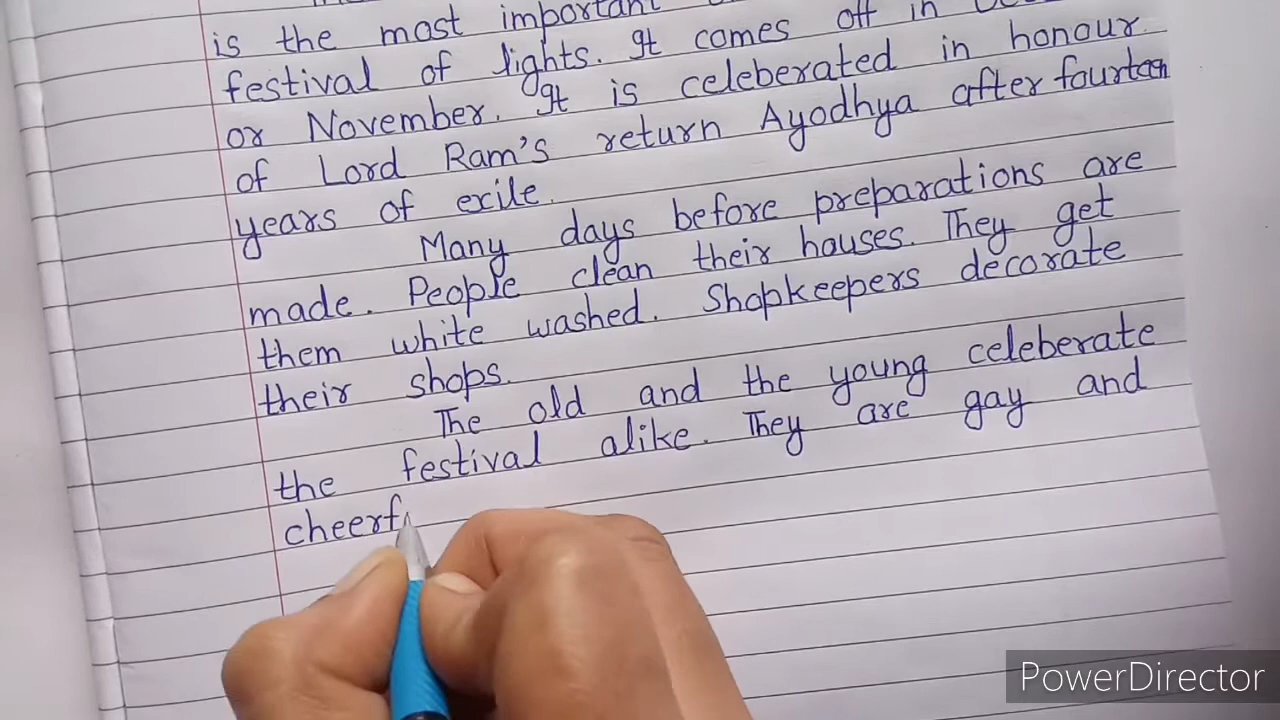 is the most important
festival of lights. It comes off in
or November. It is celeberated in honour
of Lord Ram's return Ayodhya after fourteen
years of exile.
Many days before preparations are
made. People clean their houses. They get
them white washed. Shopkeepers decorate
their shops.
The old and the young celeberate
the festival alike. They are gay and
cheerf
PowerDirector